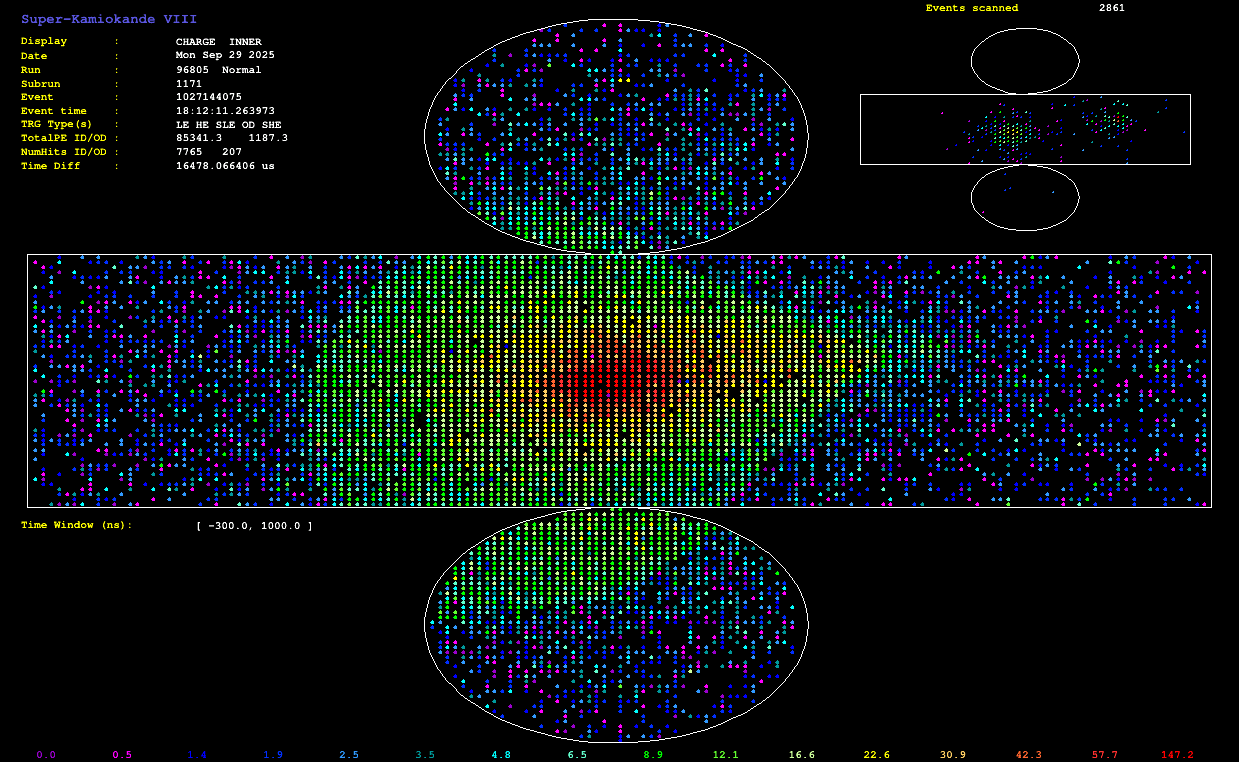 Super-Kamiokande VIII
Events scanned 2861
Display : CHARGE INNER
Date : Mon Sep 29 2025
Run : 96805 Normal
Subrun : 1171
Event : 1027144075
Event time : 18:12:11.263973
TRG Type(s) : LE HE SLE OD SHE
TotalPE ID/OD : 85341.3 1187.3
NumHits ID/OD : 7765 207
Time Diff : 16478.066406 us
Time Window (ns): [ -300.0, 1000.0 ]
0.0 0.5 1.4 1.9 2.5 3.5 4.8 6.5 8.9 12.1 16.6 22.6 30.9 42.3 57.7 147.2